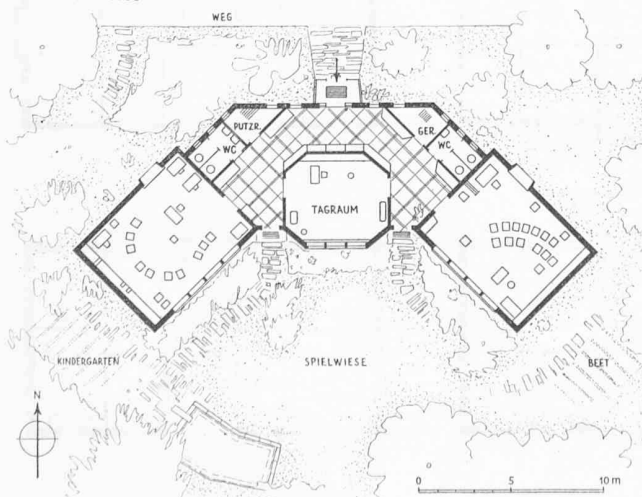 WEG
PUTZR.
GER.
WC
WC
TAGRAUM
KINDERGARTEN
SPIELWIESE
BEET
N
0 5 10 m